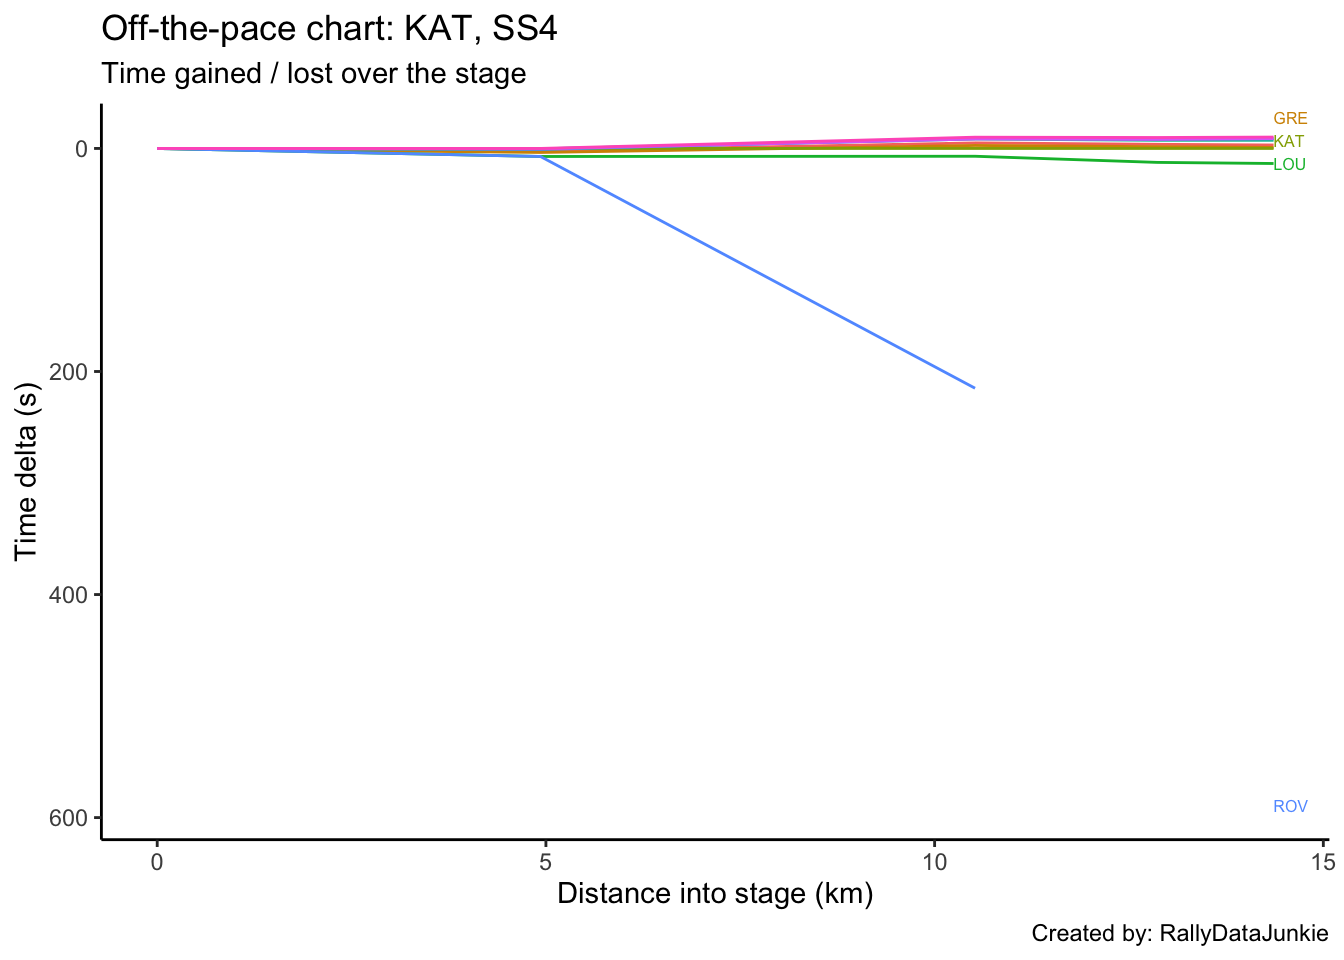 Off-the-pace chart: KAT, SS4
Time gained / lost over the stage
GRE
0
KAT
LOU
200
Time delta (s)
400
ROV
600
0 5 10 15
Distance into stage (km)
Created by: RallyDataJunkie